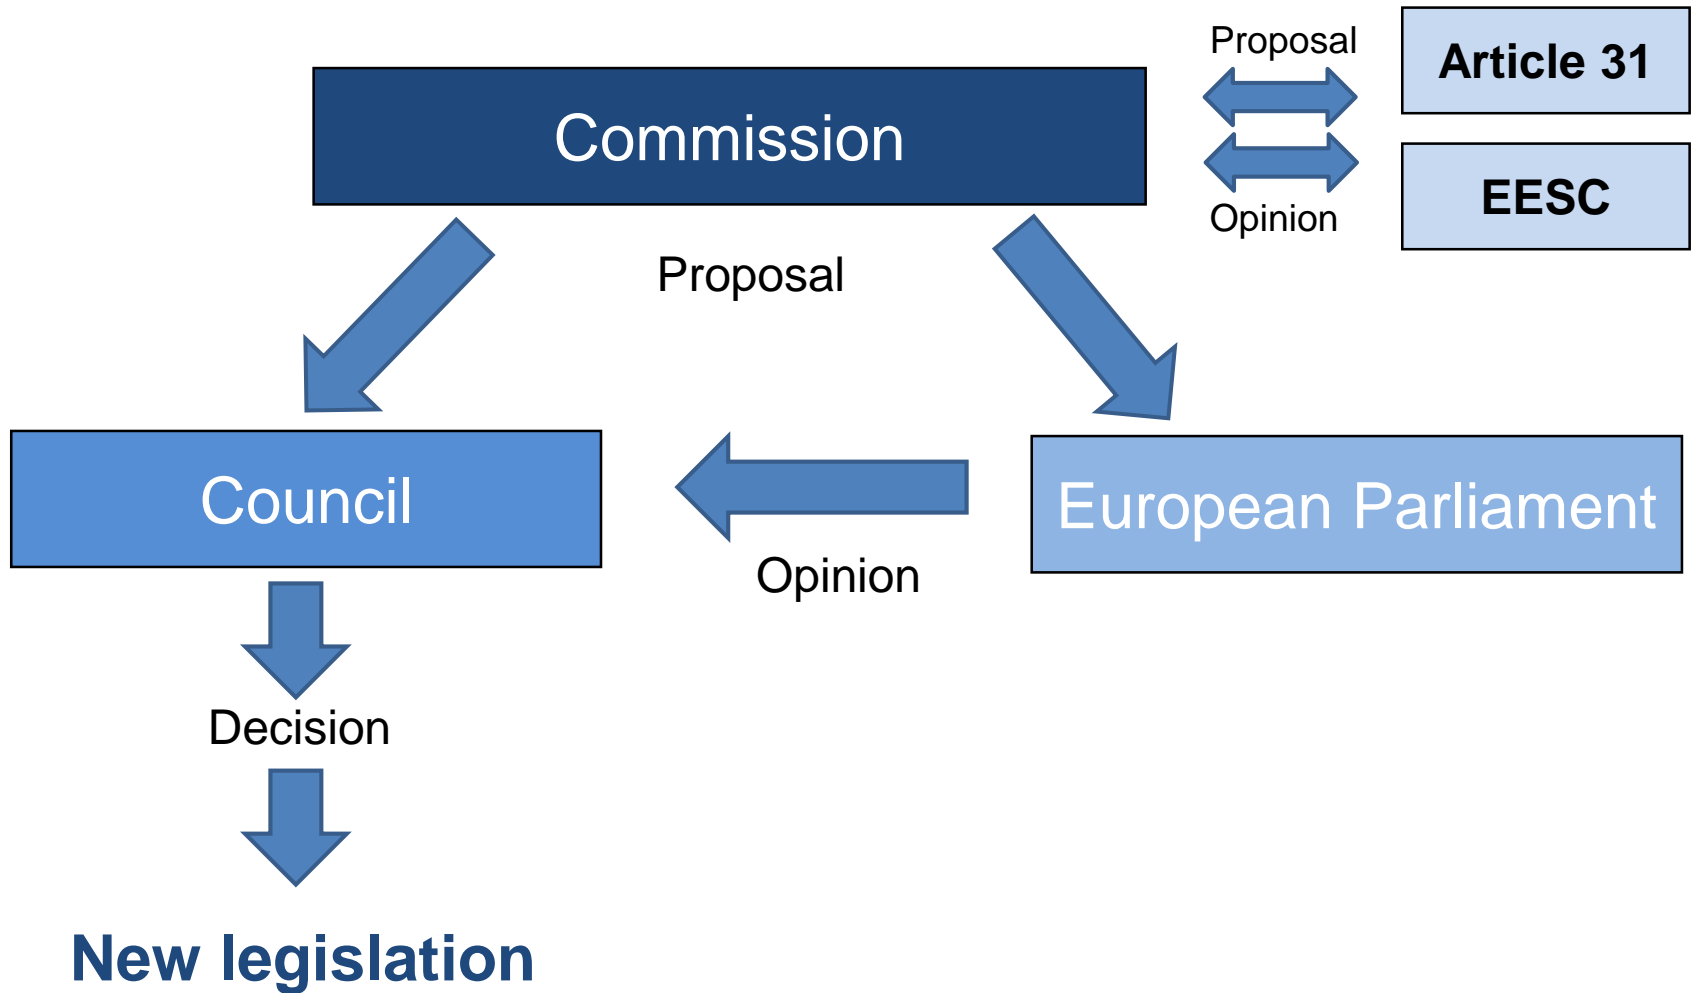 Proposal
Article 31
Commission
EESC
Opinion
Proposal
Council
European Parliament
Opinion
Decision
New legislation